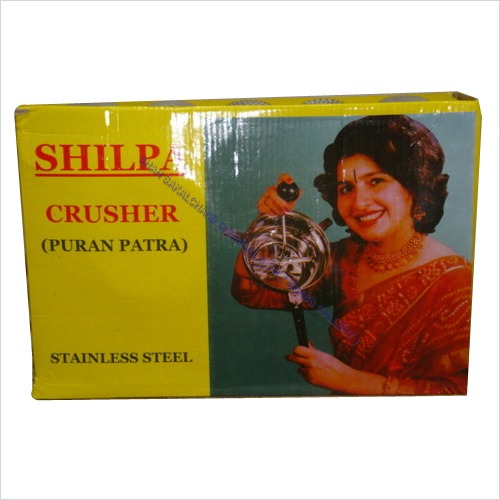 SHILPA
CRUSHER
(PURAN PATRA)
STAINLESS STEEL